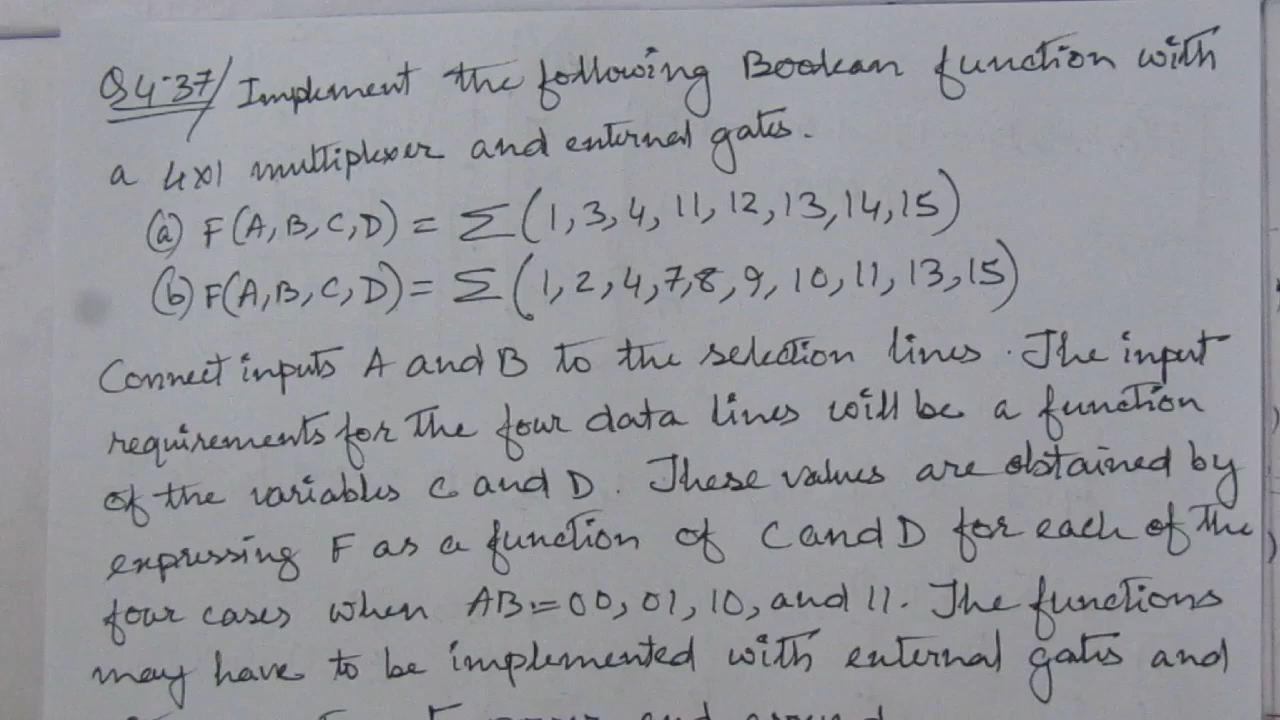 Q4.37/ Implement the following Boolean function with
a 4x1 multiplexer and external gates.
(a) F(A,B,C,D) = Σ(1,3,4,11,12,13,14,15)
(b) F(A,B,C,D) = Σ(1,2,4,7,8,9,10,11,13,15)
Connect inputs A and B to the selection lines. The input
requirements for the four data lines will be a function
of the variables C and D. These values are obtained by
expressing F as a function of C and D for each of the
four cases when AB=00,01,10, and 11. The functions
may have to be implemented with external gates and